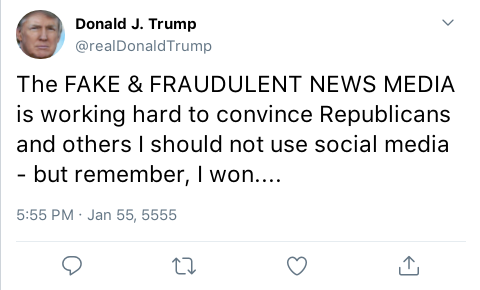 Donald J. Trump
@realDonaldTrump
The FAKE & FRAUDULENT NEWS MEDIA
is working hard to convince Republicans
and others I should not use social media
- but remember, I won....
5:55 PM · Jan 55, 5555